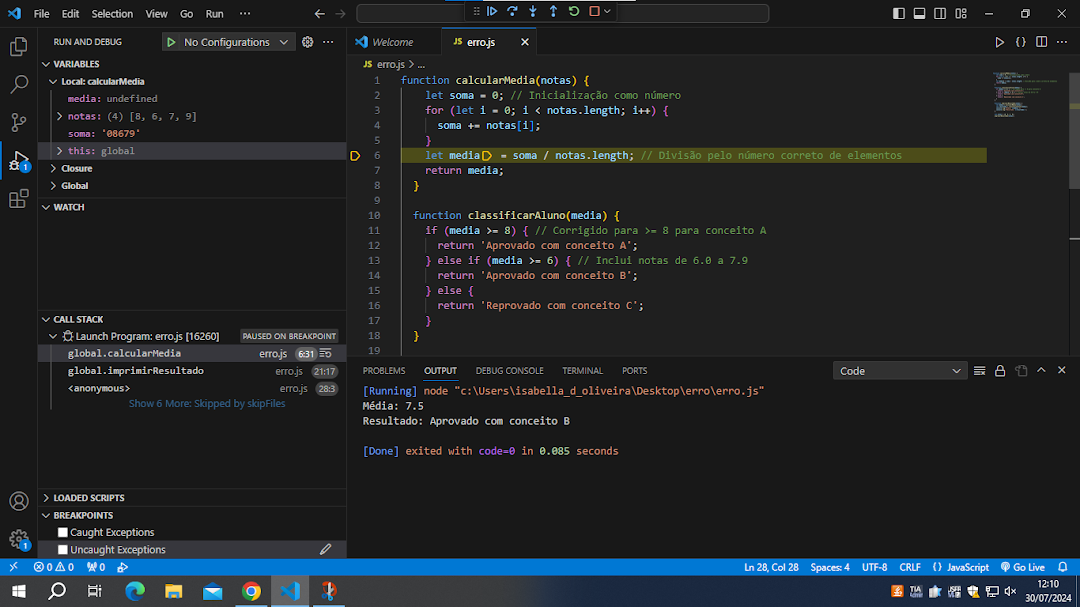 File Edit Selection View Go Run ···
RUN AND DEBUG
No Configurations
VARIABLES
Local: calcularMedia
media: undefined
notas: (4) [8, 6, 7, 9]
soma: '08679'
this: global
Closure
Global
WATCH
CALL STACK
Launch Program: erro.js [16260] PAUSED ON BREAKPOINT
global.calcularMedia erro.js 6:31
global.imprimirResultado erro.js 21:17
<anonymous> erro.js 28:3
Show 6 More: Skipped by skipFiles
LOADED SCRIPTS
BREAKPOINTS
Caught Exceptions
Uncaught Exceptions
Welcome
JS erro.js
JS erro.js > ...
1 function calcularMedia(notas) {
2 let soma = 0; // Inicialização como número
3 for (let i = 0; i < notas.length; i++) {
4 soma += notas[i];
5 }
6 let media = soma / notas.length; // Divisão pelo número correto de elementos
7 return media;
8 }
9
10 function classificarAluno(media) {
11 if (media >= 8) { // Corrigido para >= 8 para conceito A
12 return 'Aprovado com conceito A';
13 } else if (media >= 6) { // Inclui notas de 6.0 a 7.9
14 return 'Aprovado com conceito B';
15 } else {
16 return 'Reprovado com conceito C';
17 }
18 }
19
PROBLEMS OUTPUT DEBUG CONSOLE TERMINAL PORTS
Code
[Running] node "c:\Users\isabella_d_oliveira\Desktop\erro\erro.js"
Média: 7.5
Resultado: Aprovado com conceito B
[Done] exited with code=0 in 0.085 seconds
1
1
0 0 0
Ln 28, Col 28 Spaces: 4 UTF-8 CRLF {} JavaScript Go Live
12:10
30/07/2024